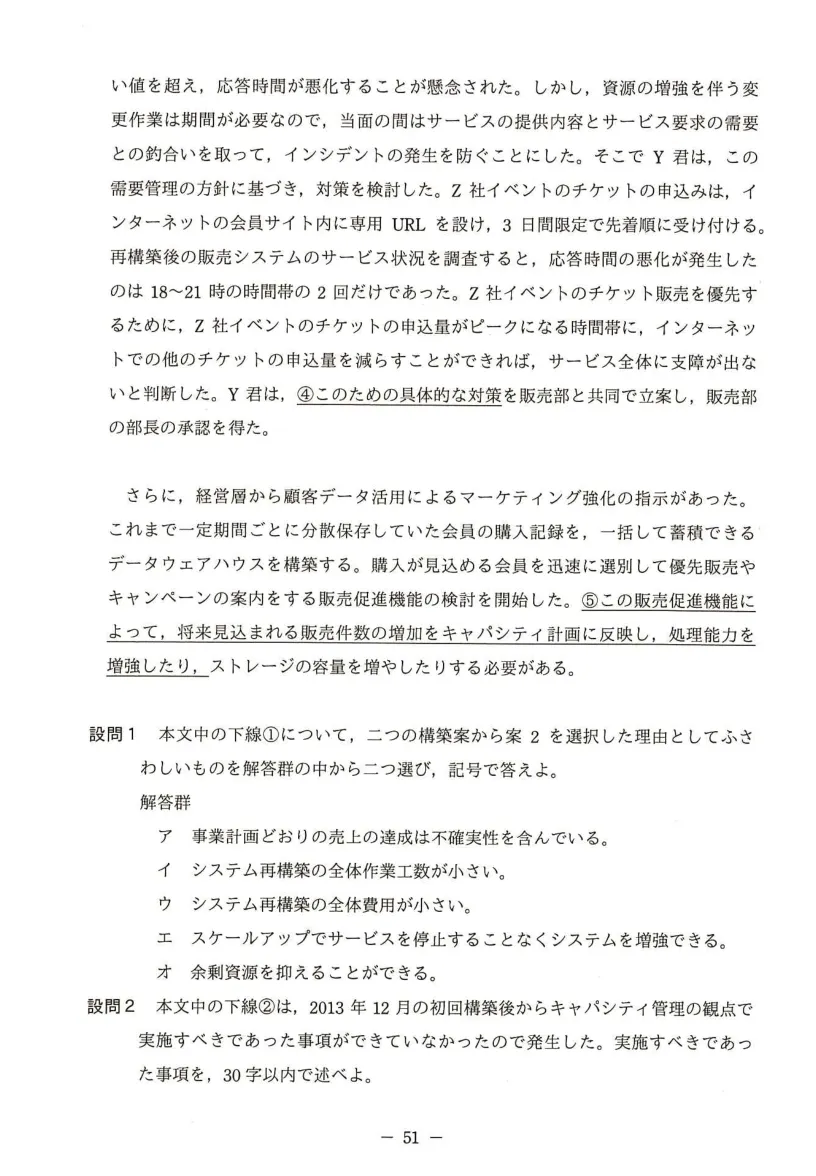 い値を超え，応答時間が悪化することが懸念された。しかし，資源の増強を伴う変
更作業は期間が必要なので，当面の間はサービスの提供内容とサービス要求の需要
との釣合いを取って，インシデントの発生を防ぐことにした。そこで Y 君は，この
需要管理の方針に基づき，対策を検討した。Z 社イベントのチケットの申込みは，イ
ンターネットの会員サイト内に専用 URL を設け，3 日間限定で先着順に受け付ける。
再構築後の販売システムのサービス状況を調査すると，応答時間の悪化が発生した
のは 18～21 時の時間帯の 2 回だけであった。Z 社イベントのチケット販売を優先す
るために，Z 社イベントのチケットの申込量がピークになる時間帯に，インターネッ
トでの他のチケットの申込量を減らすことができれば，サービス全体に支障が出な
いと判断した。Y 君は，④このための具体的な対策を販売部と共同で立案し，販売部
の部長の承認を得た。
さらに，経営層から顧客データ活用によるマーケティング強化の指示があった。
これまで一定期間ごとに分散保存していた会員の購入記録を，一括して蓄積できる
データウェアハウスを構築する。購入が見込める会員を迅速に選別して優先販売や
キャンペーンの案内をする販売促進機能の検討を開始した。⑤この販売促進機能に
よって，将来見込まれる販売件数の増加をキャパシティ計画に反映し，処理能力を
増強したり，ストレージの容量を増やしたりする必要がある。
設問1 本文中の下線①について，二つの構築案から案 2 を選択した理由としてふさ
わしいものを解答群の中から二つ選び，記号で答えよ。
解答群
ア 事業計画どおりの売上の達成は不確実性を含んでいる。
イ システム再構築の全体作業工数が小さい。
ウ システム再構築の全体費用が小さい。
エ スケールアップでサービスを停止することなくシステムを増強できる。
オ 余剰資源を抑えることができる。
設問2 本文中の下線②は，2013 年 12 月の初回構築後からキャパシティ管理の観点で
実施すべきであった事項ができていなかったので発生した。実施すべきであっ
た事項を，30 字以内で述べよ。
－ 51 －